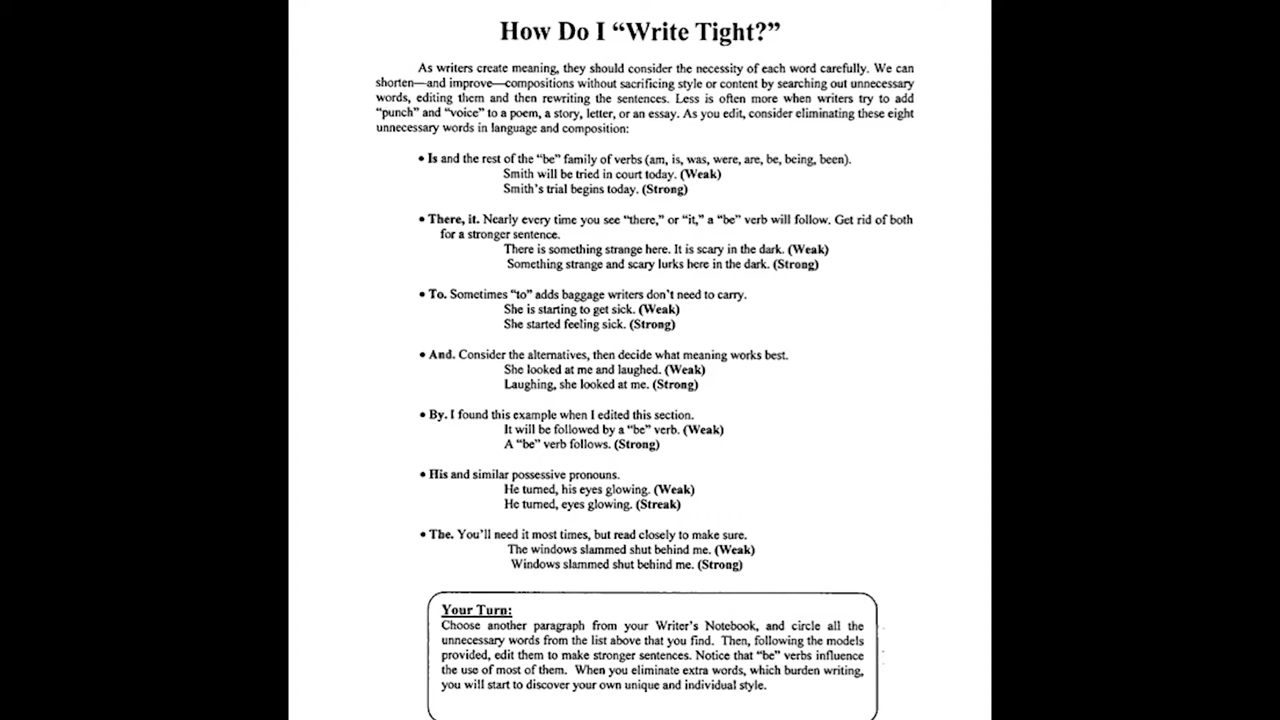 How Do I “Write Tight?”
As writers create meaning, they should consider the necessity of each word carefully. We can
shorten—and improve—compositions without sacrificing style or content by searching out unnecessary
words, editing them and then rewriting the sentences. Less is often more when writers try to add
“punch” and “voice” to a poem, a story, letter, or an essay. As you edit, consider eliminating these eight
unnecessary words in language and composition:
• Is and the rest of the “be” family of verbs (am, is, was, were, are, be, being, been).
Smith will be tried in court today. (Weak)
Smith’s trial begins today. (Strong)
• There, it. Nearly every time you see “there,” or “it,” a “be” verb will follow. Get rid of both
for a stronger sentence.
There is something strange here. It is scary in the dark. (Weak)
Something strange and scary lurks here in the dark. (Strong)
• To. Sometimes “to” adds baggage writers don’t need to carry.
She is starting to get sick. (Weak)
She started feeling sick. (Strong)
• And. Consider the alternatives, then decide what meaning works best.
She looked at me and laughed. (Weak)
Laughing, she looked at me. (Strong)
• By. I found this example when I edited this section.
It will be followed by a “be” verb. (Weak)
A “be” verb follows. (Strong)
• His and similar possessive pronouns.
He turned, his eyes glowing. (Weak)
He turned, eyes glowing. (Streak)
• The. You’ll need it most times, but read closely to make sure.
The windows slammed shut behind me. (Weak)
Windows slammed shut behind me. (Strong)
Your Turn:
Choose another paragraph from your Writer’s Notebook, and circle all the
unnecessary words from the list above that you find. Then, following the models
provided, edit them to make stronger sentences. Notice that “be” verbs influence
the use of most of them. When you eliminate extra words, which burden writing,
you will start to discover your own unique and individual style.